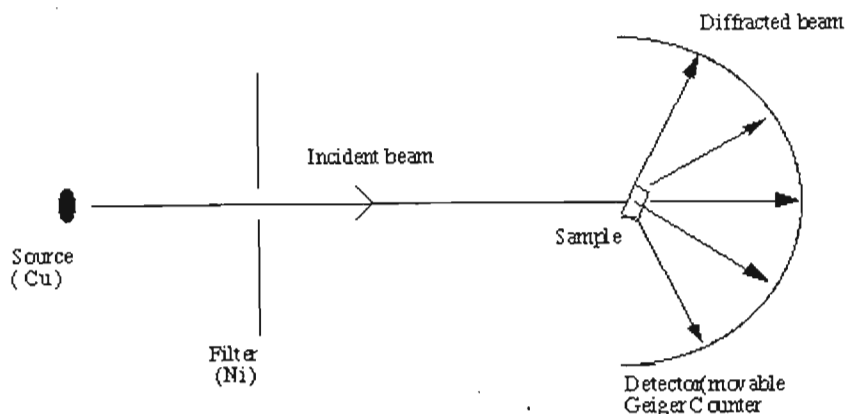 Diffracted beam
Incident beam
Sample
Source
( Cu)
Filter
(Ni)
Detector(movable
Geiger Counter